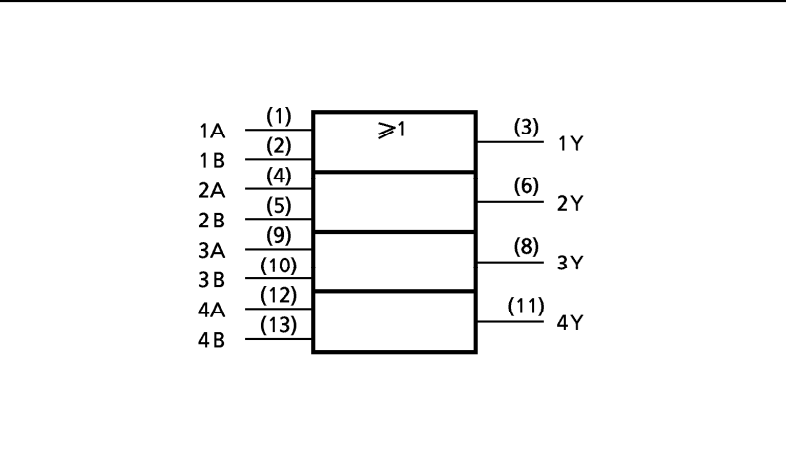 (1)
1A
⩾1
(3)
1Y
(2)
1B
(4)
2A
(6)
2Y
(5)
2B
(9)
3A
(8)
3Y
(10)
3B
(12)
4A
(11)
4Y
(13)
4B